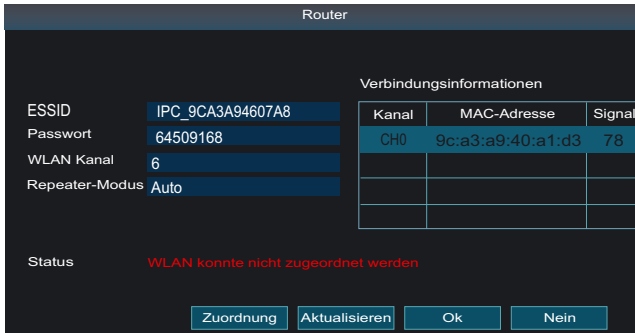 Router
Verbindungsinformationen
ESSID IPC_9CA3A94607A8
Passwort 64509168
WLAN Kanal 6
Repeater-Modus Auto
Kanal MAC-Adresse Signal
CH0 9c:a3:a9:40:a1:d3 78
Status WLAN konnte nicht zugeordnet werden
Zuordnung Aktualisieren Ok Nein